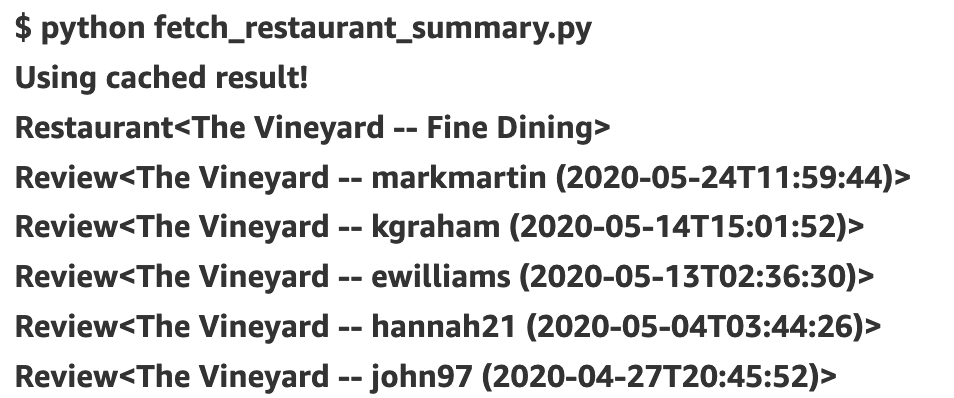 $ python fetch_restaurant_summary.py
Using cached result!
Restaurant<The Vineyard -- Fine Dining>
Review<The Vineyard -- markmartin (2020-05-24T11:59:44)>
Review<The Vineyard -- kgraham (2020-05-14T15:01:52)>
Review<The Vineyard -- ewilliams (2020-05-13T02:36:30)>
Review<The Vineyard -- hannah21 (2020-05-04T03:44:26)>
Review<The Vineyard -- john97 (2020-04-27T20:45:52)>